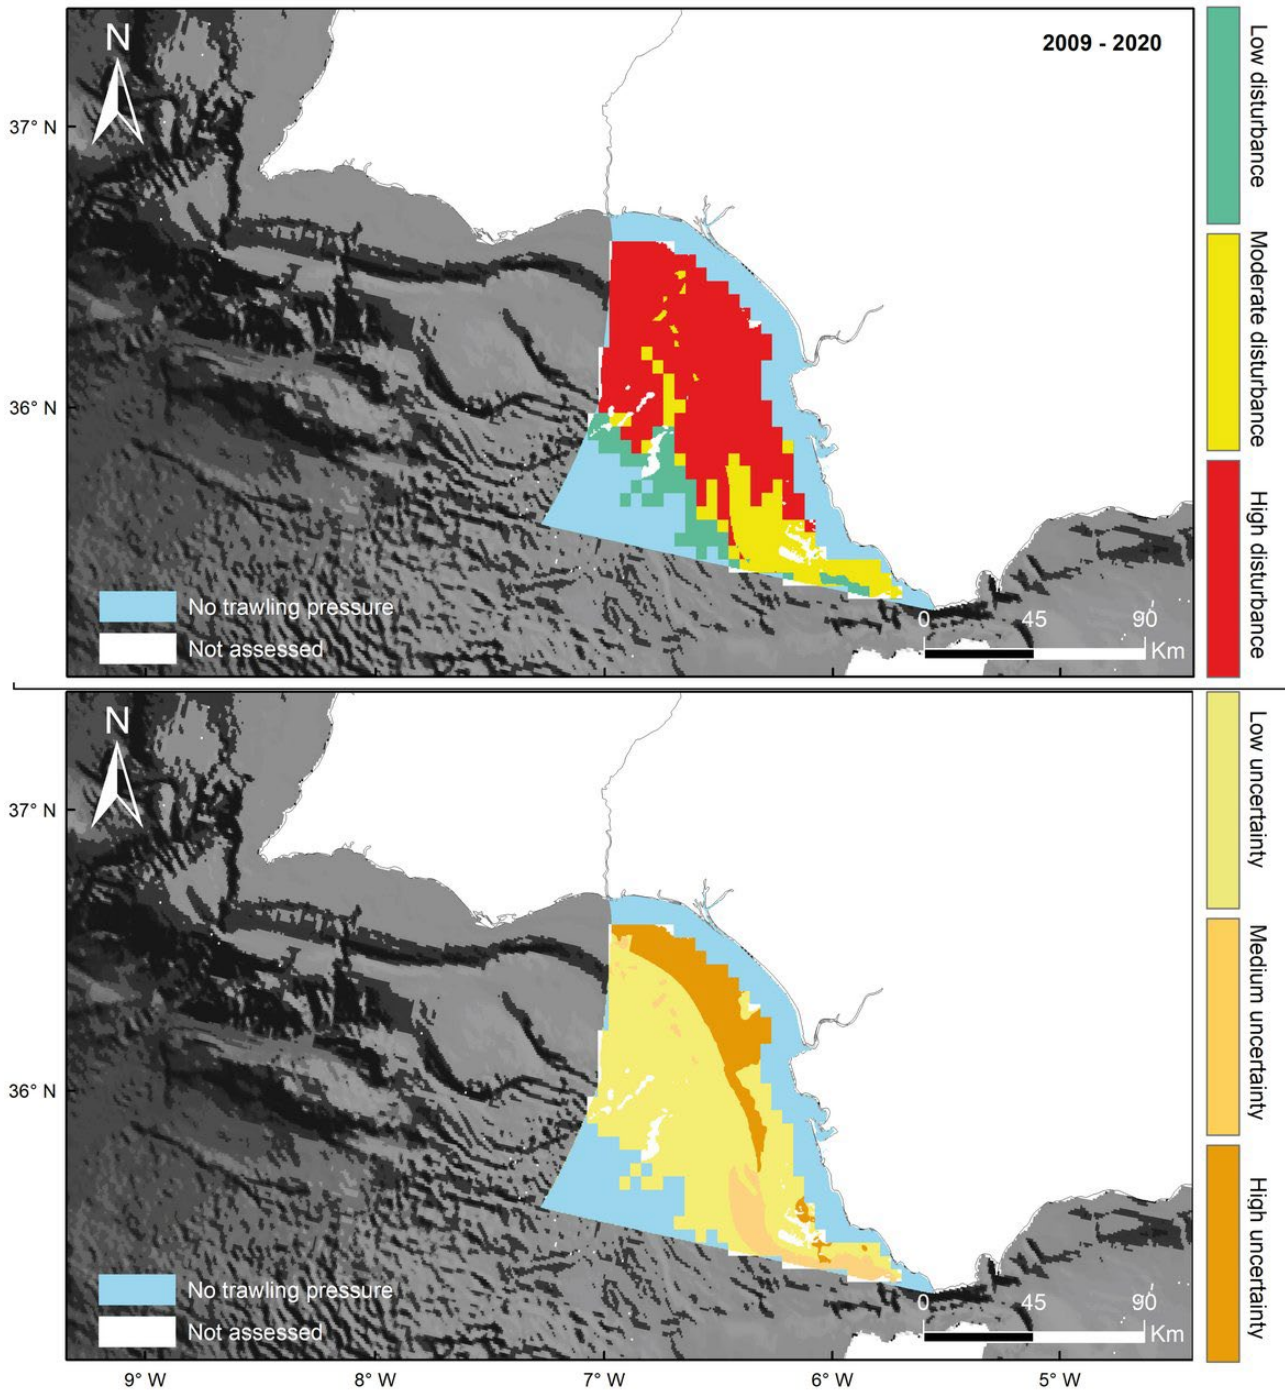 N
2009 - 2020
37° N
36° N
No trawling pressure
Not assessed
0 45 90
Km
Low disturbance
Moderate disturbance
High disturbance
N
37° N
36° N
No trawling pressure
Not assessed
0 45 90
Km
9° W 8° W 7° W 6° W 5° W
Low uncertainty
Medium uncertainty
High uncertainty